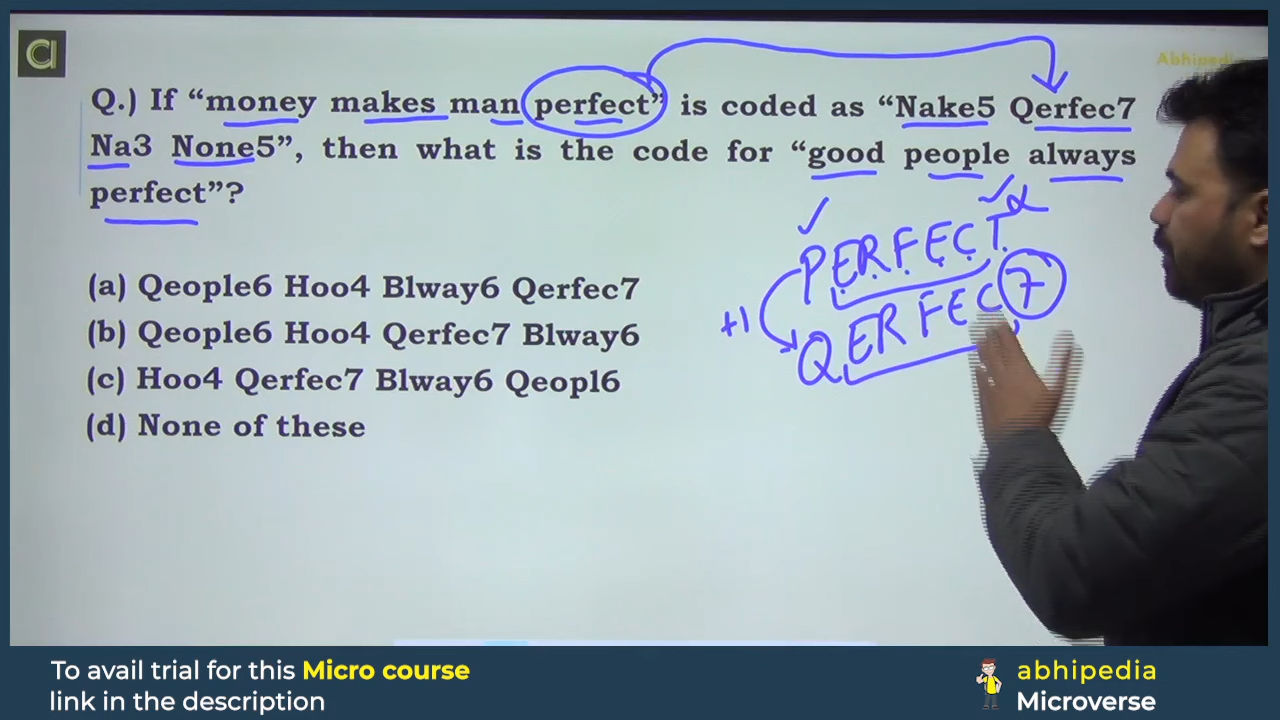 a
Abhipedia
Q.) If “money makes man perfect” is coded as “Nake5 Qerfec7
Na3 None5”, then what is the code for “good people always
perfect”?
PERFECT
+1
QERFEC7
(a) Qeople6 Hoo4 Blway6 Qerfec7
(b) Qeople6 Hoo4 Qerfec7 Blway6
(c) Hoo4 Qerfec7 Blway6 Qeopl6
(d) None of these
To avail trial for this Micro course
link in the description
abhipedia
Microverse